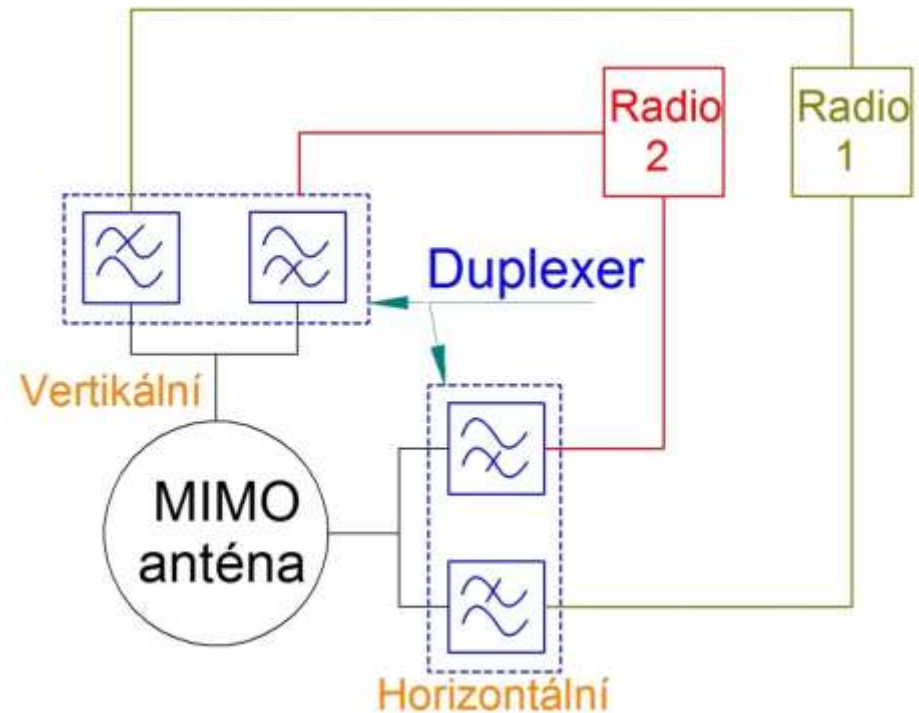 Radio
2
Radio
1
Duplexer
Vertikální
MIMO
anténa
Horizontální